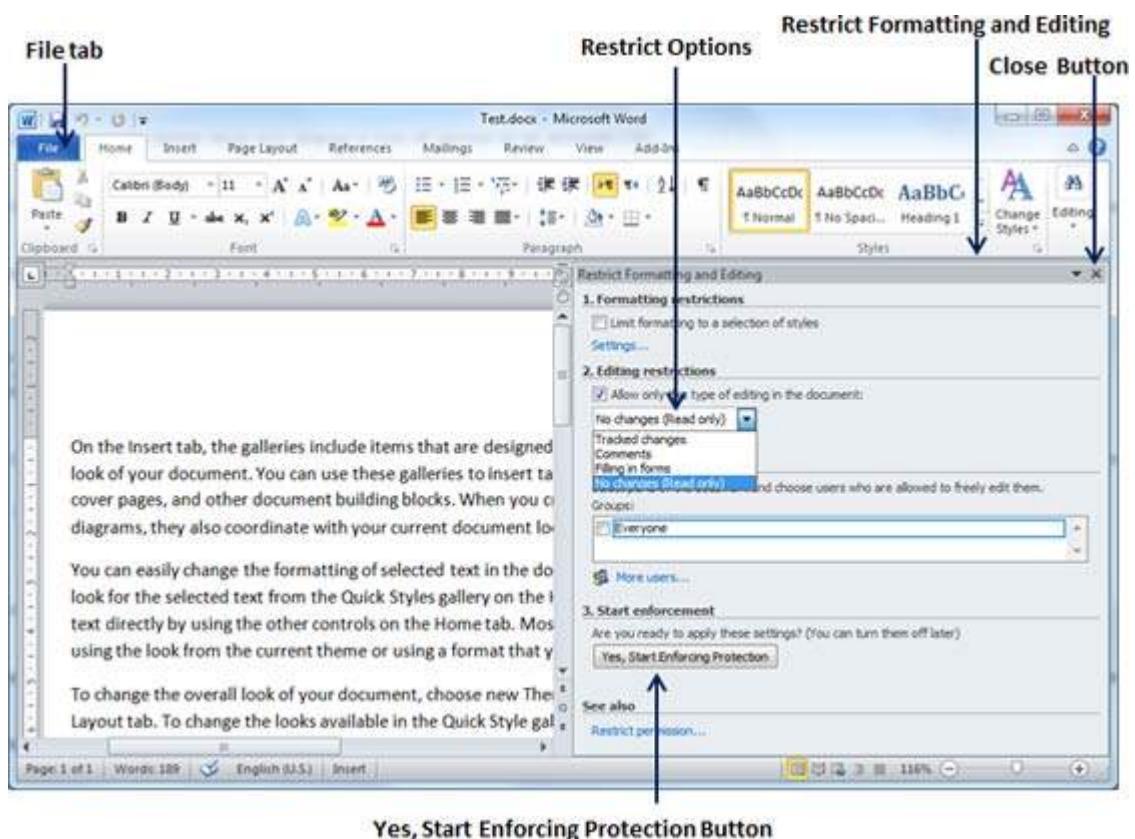 Restrict Formatting and Editing
File tab
Restrict Options
Close Button
Test.docx - Microsoft Word
File Home Insert Page Layout References Mailings Review View Add-Ins
Calibri (Body) 11
AaBbCcDc AaBbCcDc AaBbC
Paste
¶ Normal ¶ No Spaci... Heading 1 Change Styles Editing
Clipboard Font Paragraph Styles
Restrict Formatting and Editing
1. Formatting restrictions
Limit formatting to a selection of styles
Settings...
2. Editing restrictions
Allow only type of editing in the document:
No changes (Read only)
Tracked changes
Comments
Filling in forms
No changes (Read only)
and choose users who are allowed to freely edit them.
Groups:
Everyone
More users...
3. Start enforcement
Are you ready to apply these settings? (You can turn them off later)
Yes, Start Enforcing Protection
See also
Restrict permission...
On the Insert tab, the galleries include items that are designed
look of your document. You can use these galleries to insert ta
cover pages, and other document building blocks. When you c
diagrams, they also coordinate with your current document lo
You can easily change the formatting of selected text in the do
look for the selected text from the Quick Styles gallery on the
text directly by using the other controls on the Home tab. Mos
using the look from the current theme or using a format that y
To change the overall look of your document, choose new The
Layout tab. To change the looks available in the Quick Style gal
Page: 1 of 1 Words: 189 English (U.S.) Insert 116%
Yes, Start Enforcing Protection Button